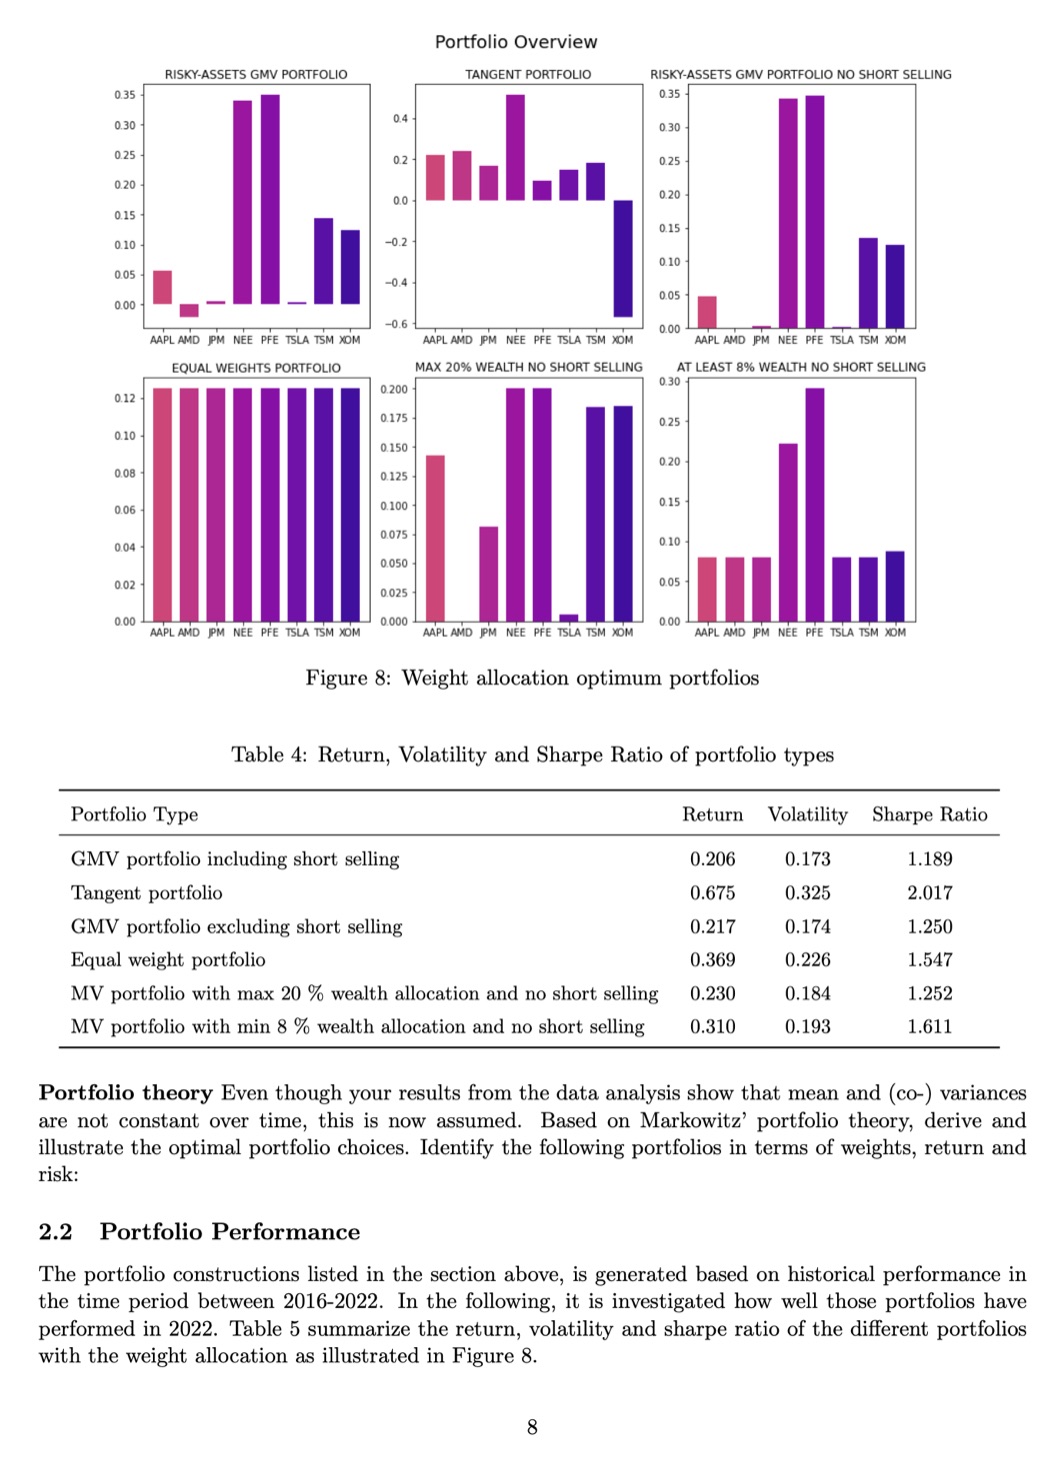 Portfolio Overview
RISKY-ASSETS GMV PORTFOLIO
0.35
0.30
0.25
0.20
0.15
0.10
0.05
0.00
AAPL AMD JPM NEE PFE TSLA TSM XOM
TANGENT PORTFOLIO
0.4
0.2
0.0
−0.2
−0.4
−0.6
AAPL AMD JPM NEE PFE TSLA TSM XOM
RISKY-ASSETS GMV PORTFOLIO NO SHORT SELLING
0.35
0.30
0.25
0.20
0.15
0.10
0.05
0.00
AAPL AMD JPM NEE PFE TSLA TSM XOM
EQUAL WEIGHTS PORTFOLIO
0.12
0.10
0.08
0.06
0.04
0.02
0.00
AAPL AMD JPM NEE PFE TSLA TSM XOM
MAX 20% WEALTH NO SHORT SELLING
0.200
0.175
0.150
0.125
0.100
0.075
0.050
0.025
0.000
AAPL AMD JPM NEE PFE TSLA TSM XOM
AT LEAST 8% WEALTH NO SHORT SELLING
0.30
0.25
0.20
0.15
0.10
0.05
0.00
AAPL AMD JPM NEE PFE TSLA TSM XOM
Figure 8: Weight allocation optimum portfolios
Table 4: Return, Volatility and Sharpe Ratio of portfolio types
Portfolio Type Return Volatility Sharpe Ratio
GMV portfolio including short selling 0.206 0.173 1.189
Tangent portfolio 0.675 0.325 2.017
GMV portfolio excluding short selling 0.217 0.174 1.250
Equal weight portfolio 0.369 0.226 1.547
MV portfolio with max 20 % wealth allocation and no short selling 0.230 0.184 1.252
MV portfolio with min 8 % wealth allocation and no short selling 0.310 0.193 1.611
Portfolio theory Even though your results from the data analysis show that mean and (co-) variances
are not constant over time, this is now assumed. Based on Markowitz' portfolio theory, derive and
illustrate the optimal portfolio choices. Identify the following portfolios in terms of weights, return and
risk:
2.2 Portfolio Performance
The portfolio constructions listed in the section above, is generated based on historical performance in
the time period between 2016-2022. In the following, it is investigated how well those portfolios have
performed in 2022. Table 5 summarize the return, volatility and sharpe ratio of the different portfolios
with the weight allocation as illustrated in Figure 8.
8